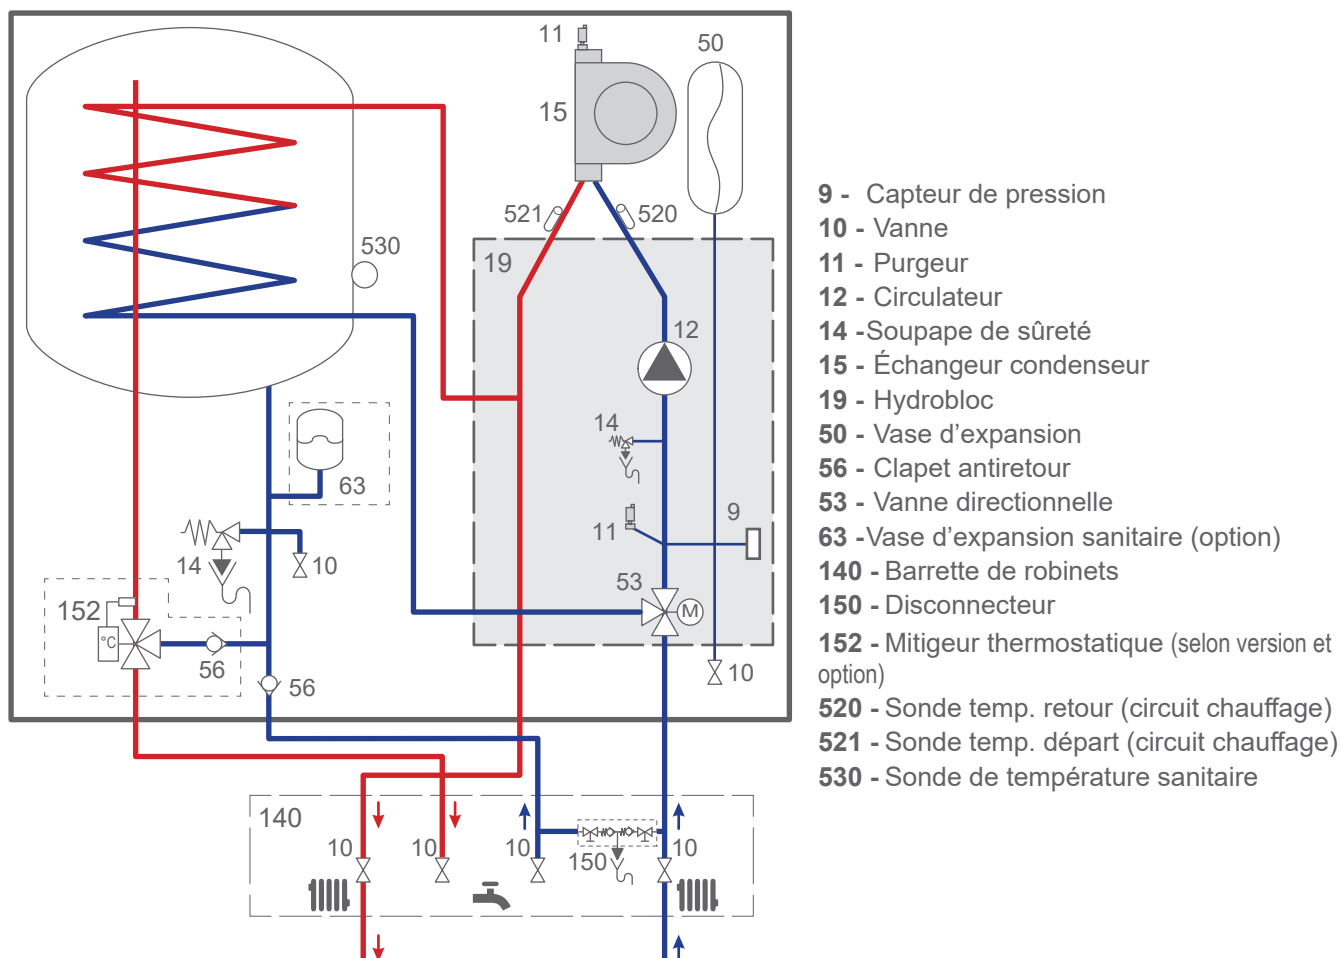 11
50
15
521
520
530
19
12
14
63
11
9
14
10
53
152
°C
M
56
56
10
140
10
10
10
150
10
9 - Capteur de pression
10 - Vanne
11 - Purgeur
12 - Circulateur
14 -Soupape de sûreté
15 - Échangeur condenseur
19 - Hydrobloc
50 - Vase d'expansion
56 - Clapet antiretour
53 - Vanne directionnelle
63 -Vase d'expansion sanitaire (option)
140 - Barrette de robinets
150 - Disconnecteur
152 - Mitigeur thermostatique (selon version et
option)
520 - Sonde temp. retour (circuit chauffage)
521 - Sonde temp. départ (circuit chauffage)
530 - Sonde de température sanitaire